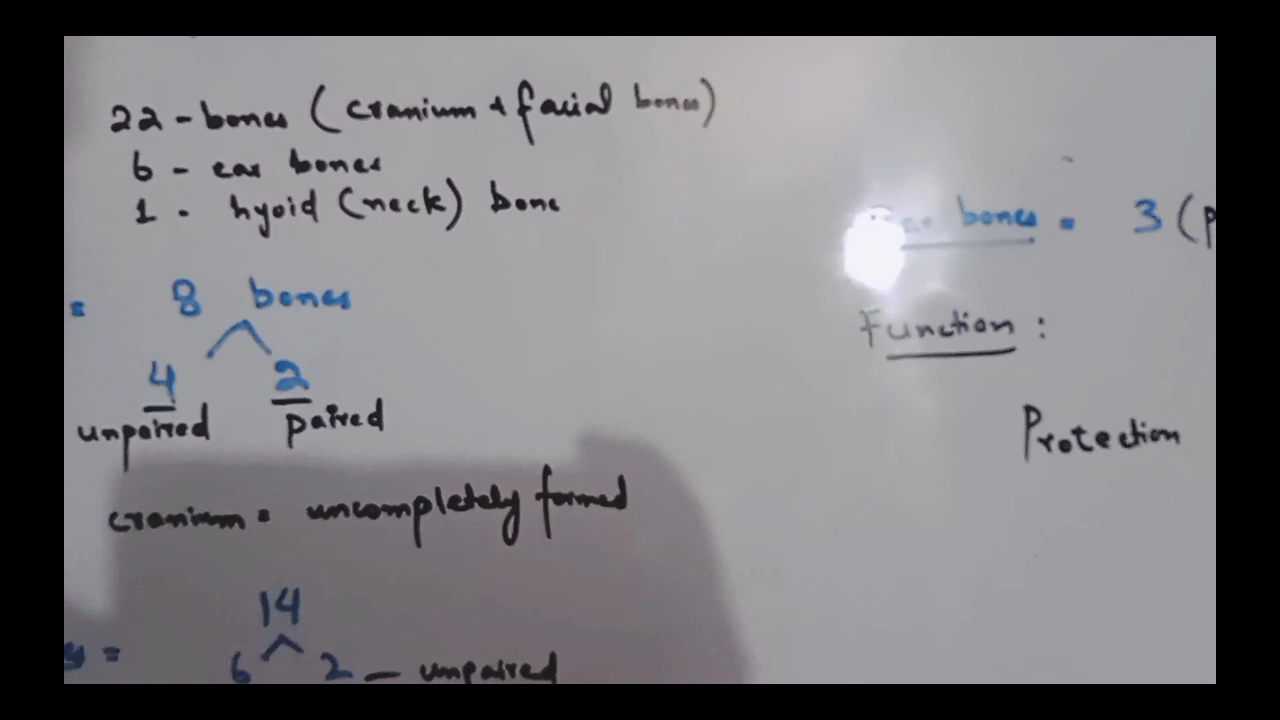 22 - bones (cranium + facial bones)
6 - ear bones
1 - hyoid (neck) bone
= 8 bones
4 2
unpaired paired
cranium = uncompletely formed
14
=
6 2 - unpaired
bones = 3 (p
Function :
Protection